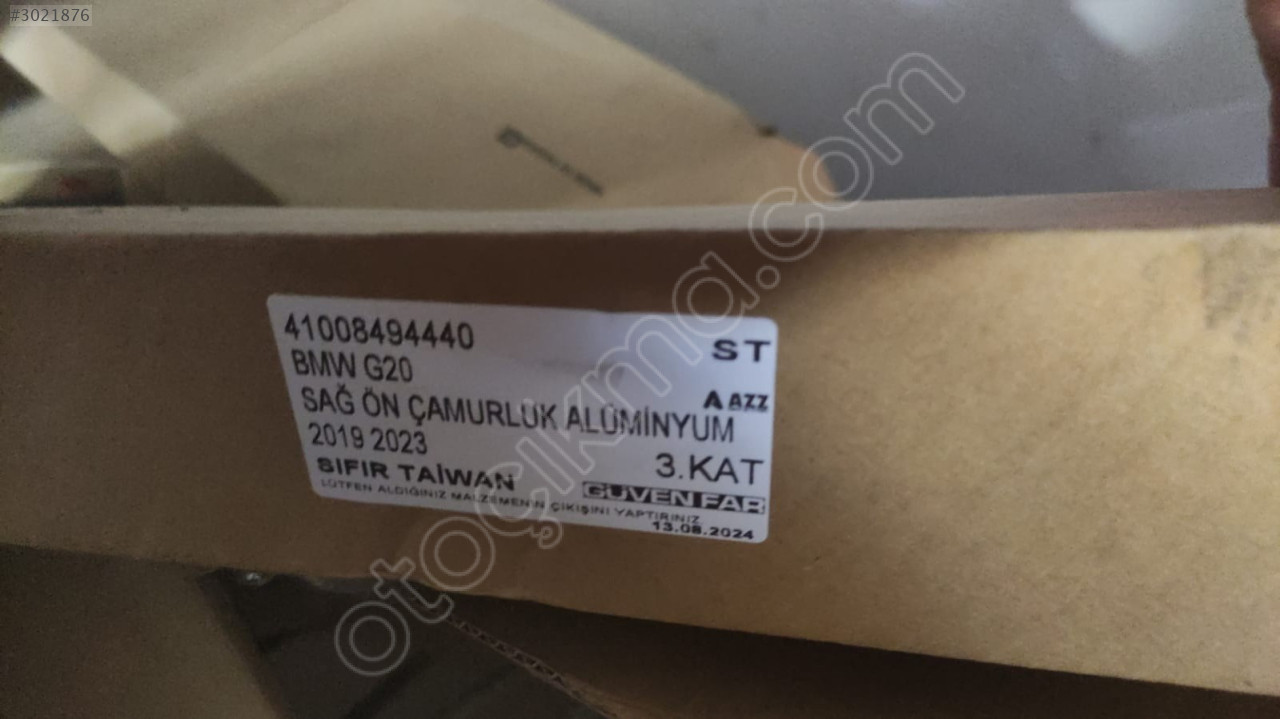 #3021876
41008494440
ST
BMW G20
A AZZ
SAĞ ÖN ÇAMURLUK ALÜMİNYUM
2019 2023
3.KAT
SIFIR TAİWAN
GÜVEN FAR
LÜTFEN ALDIĞINIZ MALZEMENİN ÇIKIŞINI YAPTIRINIZ
13.08.2024
otoçıkma.com